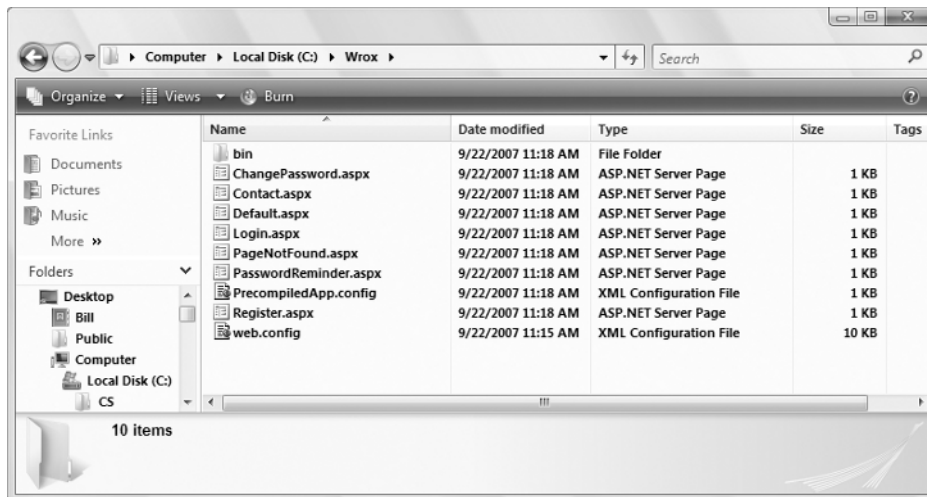 Computer Local Disk (C:) Wrox Search
Organize Views Burn
Favorite Links
Documents
Pictures
Music
More
Folders
Desktop
Bill
Public
Computer
Local Disk (C:)
CS
Name Date modified Type Size Tags
bin 9/22/2007 11:18 AM File Folder
ChangePassword.aspx 9/22/2007 11:18 AM ASP.NET Server Page 1 KB
Contact.aspx 9/22/2007 11:18 AM ASP.NET Server Page 1 KB
Default.aspx 9/22/2007 11:18 AM ASP.NET Server Page 1 KB
Login.aspx 9/22/2007 11:18 AM ASP.NET Server Page 1 KB
PageNotFound.aspx 9/22/2007 11:18 AM ASP.NET Server Page 1 KB
PasswordReminder.aspx 9/22/2007 11:18 AM ASP.NET Server Page 1 KB
PrecompiledApp.config 9/22/2007 11:18 AM XML Configuration File 1 KB
Register.aspx 9/22/2007 11:18 AM ASP.NET Server Page 1 KB
web.config 9/22/2007 11:15 AM XML Configuration File 10 KB
10 items